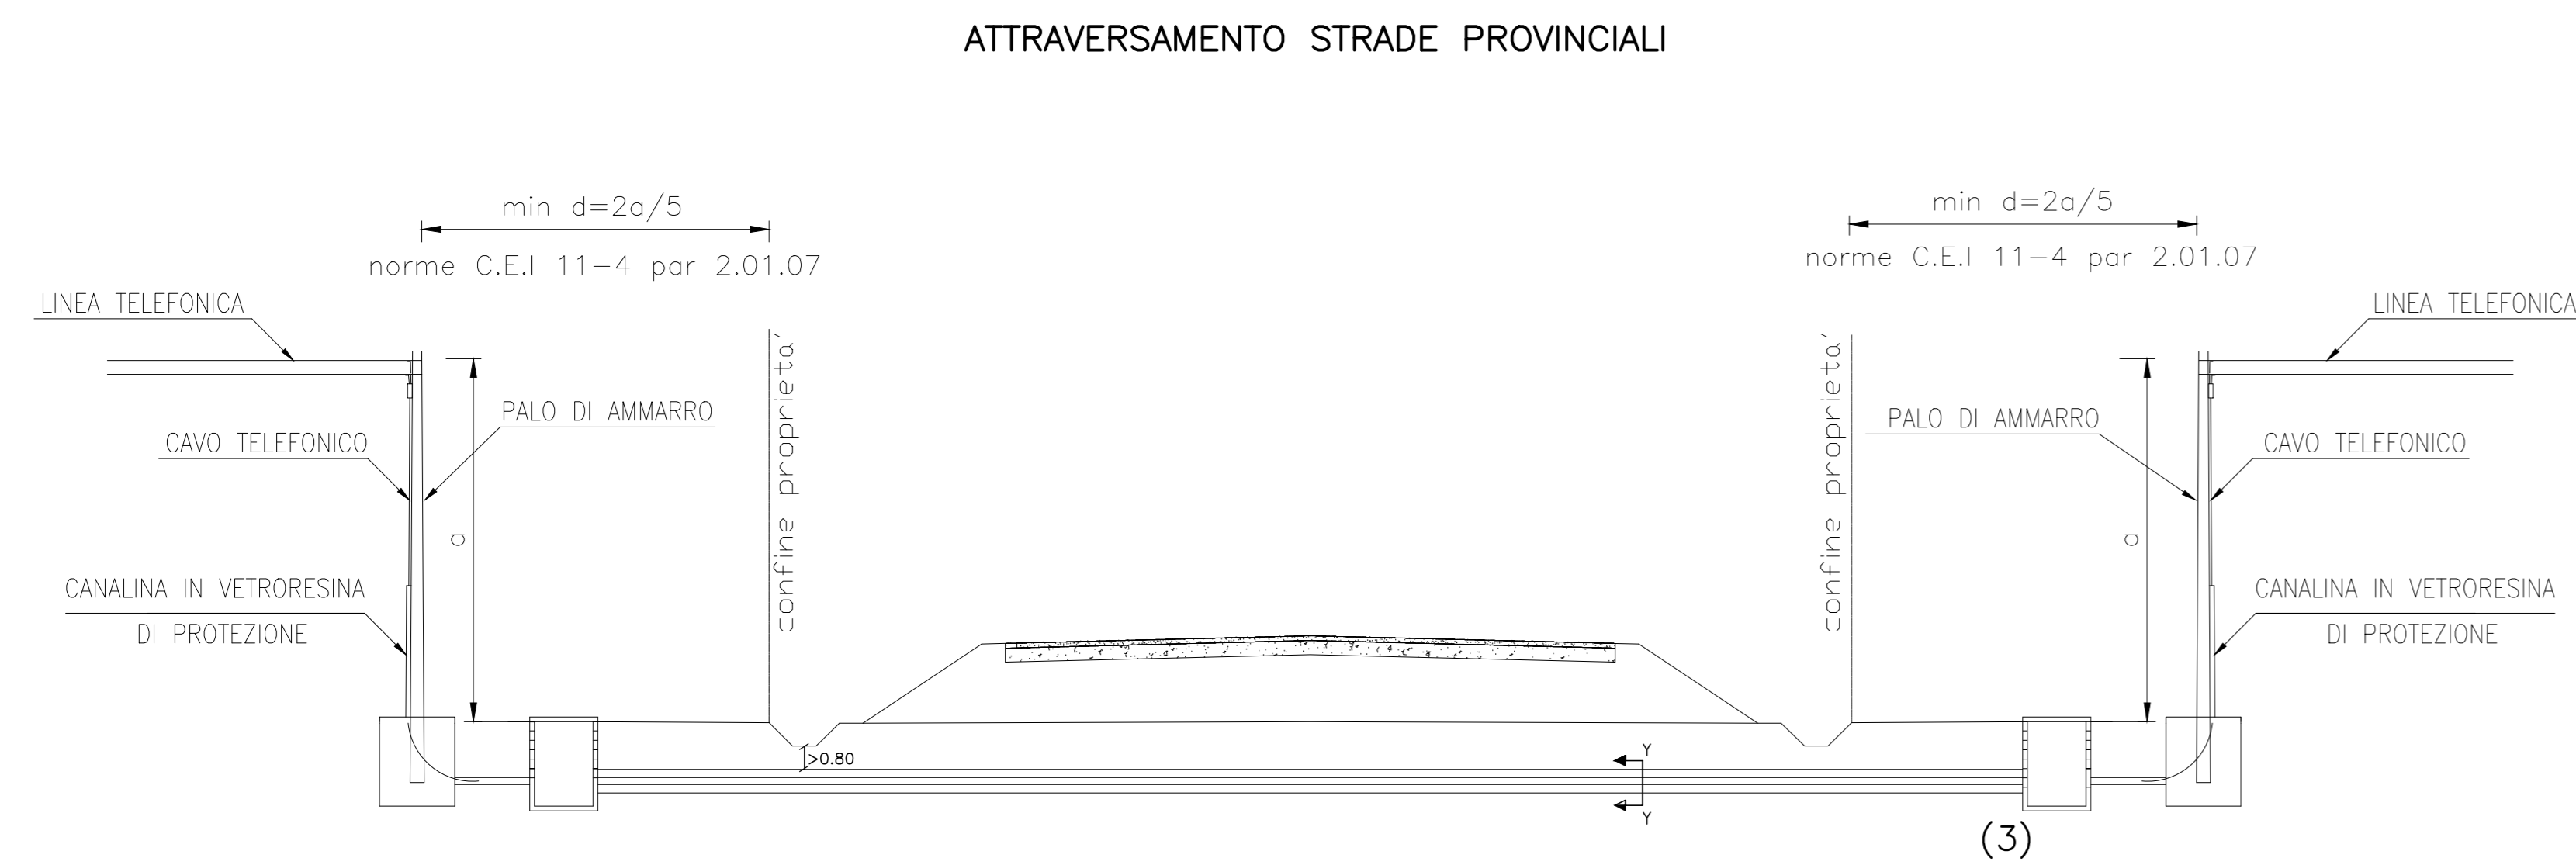 ATTRAVERSAMENTO STRADE PROVINCIALI
min d=2a/5
norme C.E.I 11-4 par 2.01.07
min d=2a/5
norme C.E.I 11-4 par 2.01.07
LINEA TELEFONICA
LINEA TELEFONICA
confine proprieta'
confine proprieta'
PALO DI AMMARRO
PALO DI AMMARRO
CAVO TELEFONICO
CAVO TELEFONICO
a
a
CANALINA IN VETRORESINA
DI PROTEZIONE
CANALINA IN VETRORESINA
DI PROTEZIONE
>0.80
Y
Y
(3)